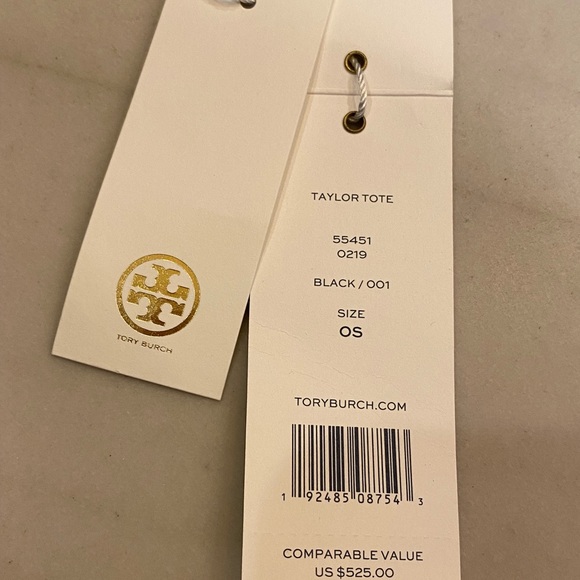 TORY BURCH
TAYLOR TOTE
55451
0219
BLACK / 001
SIZE
OS
TORYBURCH.COM
1 92485 08754 3
COMPARABLE VALUE
US $525.00